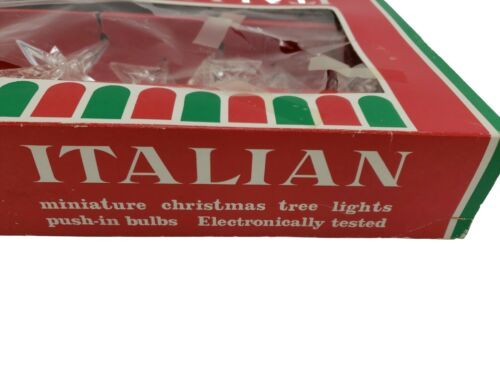 ITALIAN
miniature christmas tree lights
push-in bulbs Electronically tested